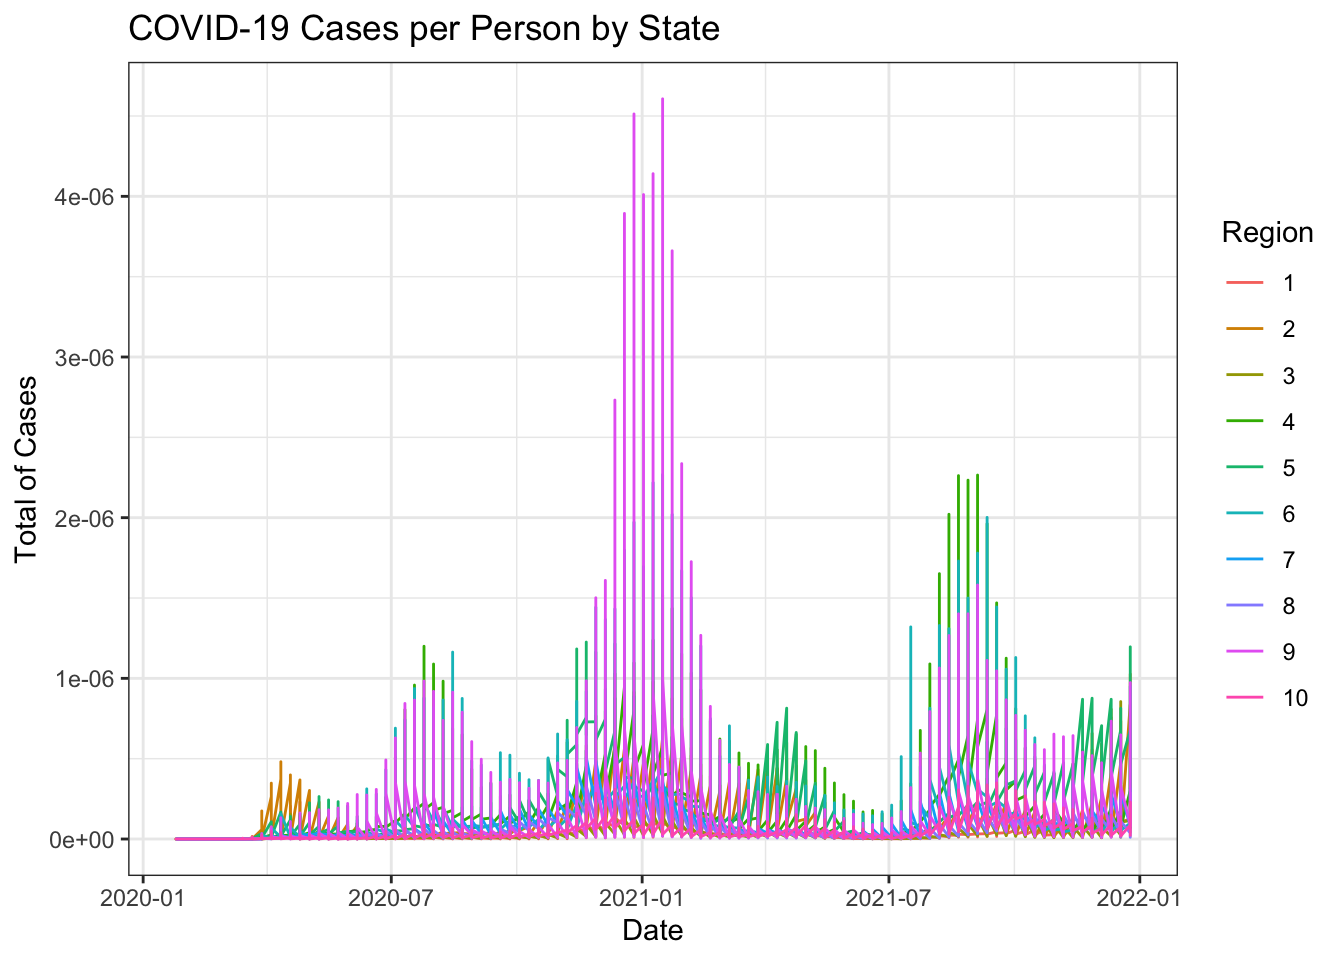 COVID-19 Cases per Person by State
Total of Cases
4e-06
3e-06
2e-06
1e-06
0e+00
2020-01
2020-07
2021-01
2021-07
2022-01
Date
Region
1
2
3
4
5
6
7
8
9
10